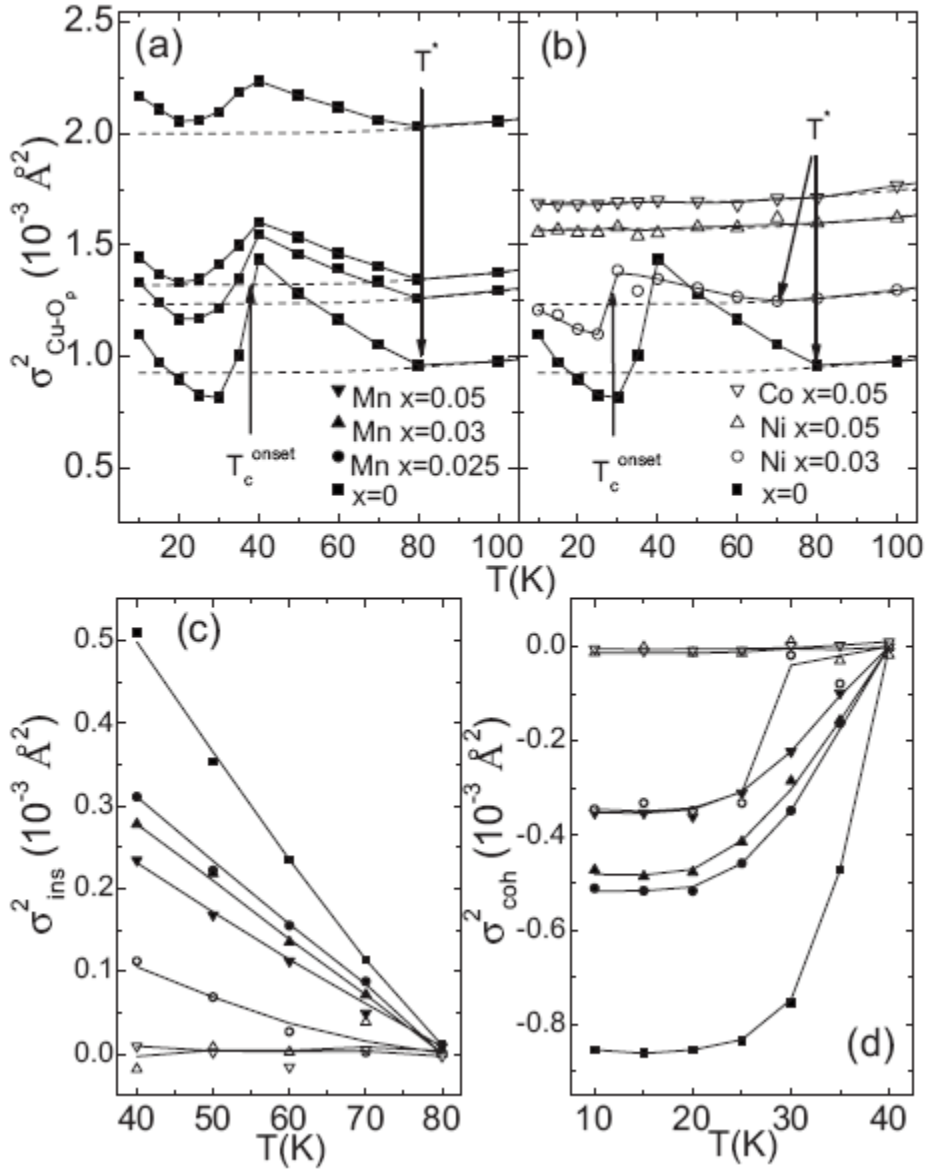 (a)
T*
2.5
2.0
1.5
1.0
0.5
σ²Cu-Oₚ (10⁻³ Å²)
Tcᵒⁿˢᵉᵗ
▼ Mn x=0.05
▲ Mn x=0.03
● Mn x=0.025
■ x=0
20 40 60 80 100
(b)
T*
Tcᵒⁿˢᵉᵗ
▽ Co x=0.05
△ Ni x=0.05
○ Ni x=0.03
■ x=0
20 40 60 80 100
T(K)
(c)
0.5
0.4
0.3
0.2
0.1
0.0
σ²ins (10⁻³ Å²)
40 50 60 70 80
T(K)
0.0
-0.2
-0.4
-0.6
-0.8
σ²coh (10⁻³ Å²)
(d)
10 20 30 40
T(K)